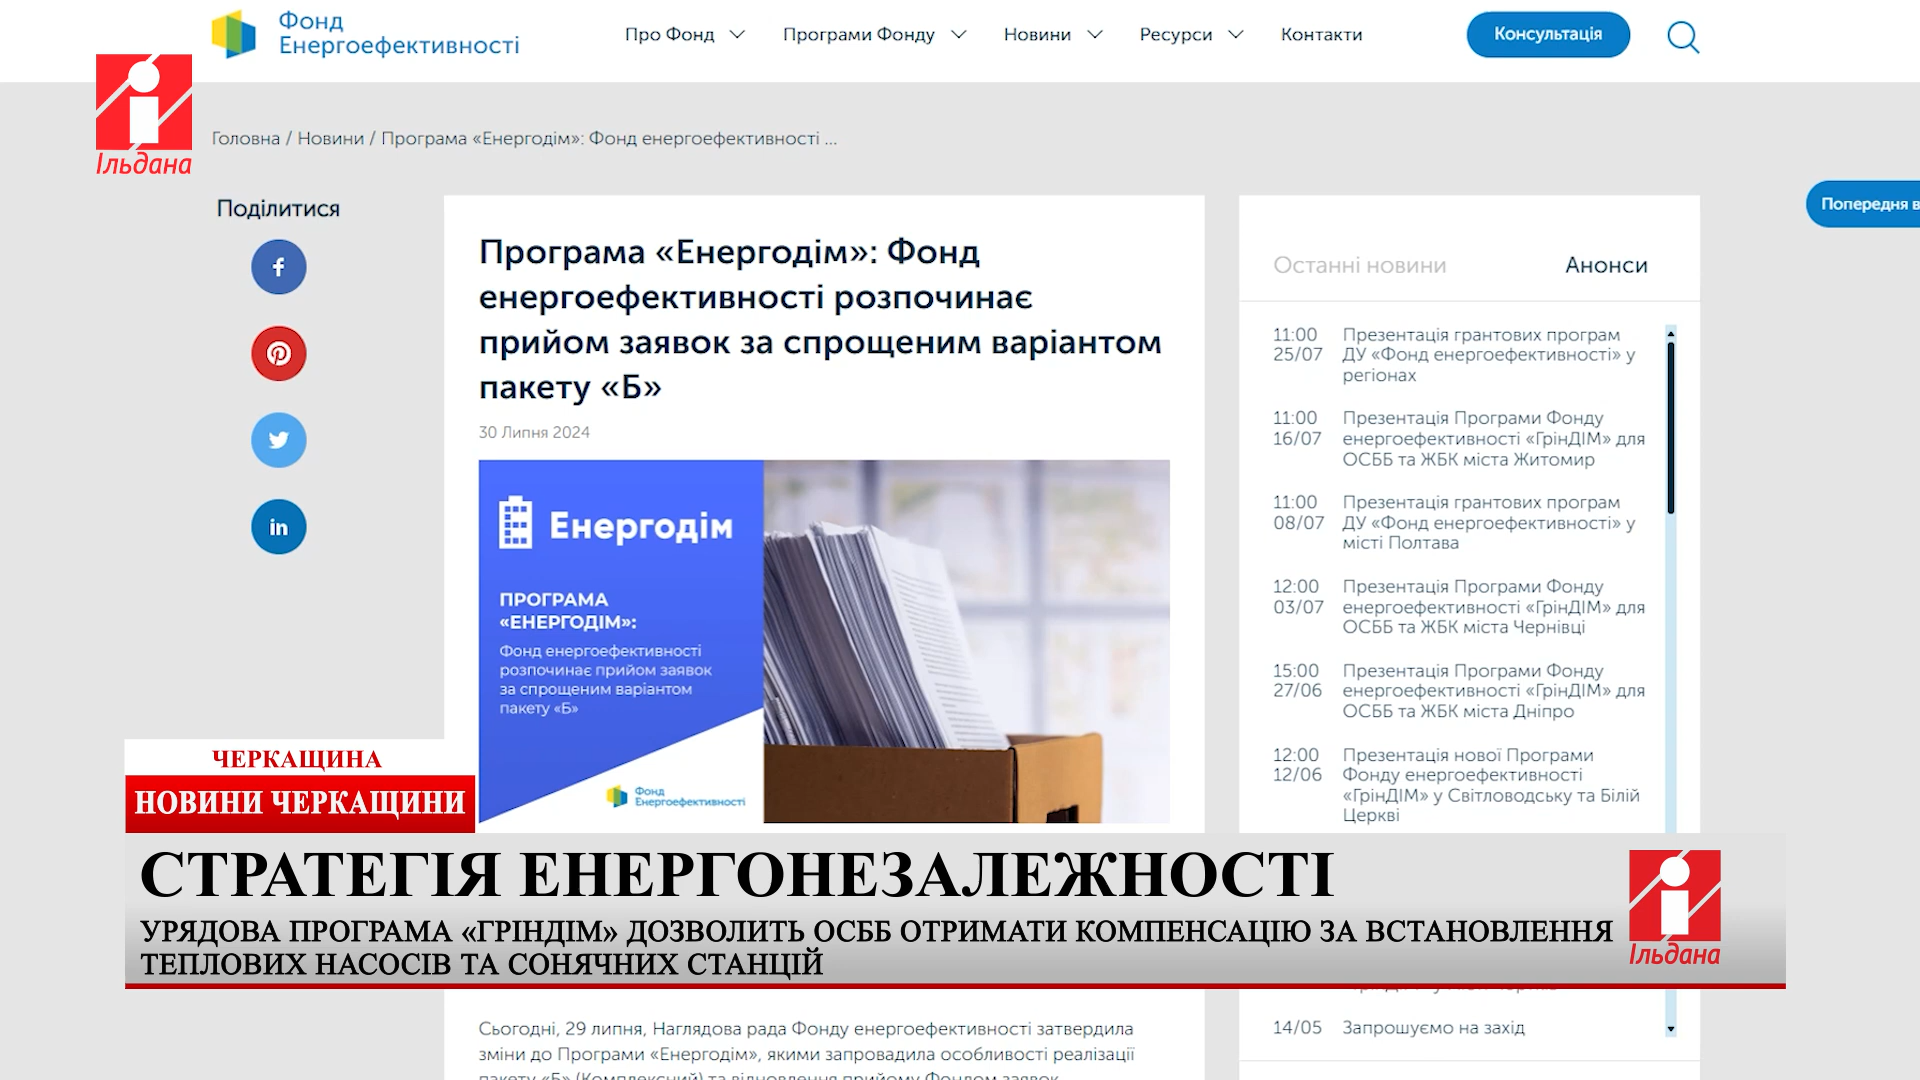 Фонд
Енергоефективності
Про Фонд
Програми Фонду
Новини
Ресурси
Контакти
Консультація
Ільдана
Головна / Новини / Програма «Енергодім»: Фонд енергоефективності ...
Поділитися
Попередня в
Програма «Енергодім»: Фонд
енергоефективності розпочинає
прийом заявок за спрощеним варіантом
пакету «Б»
30 Липня 2024
Енергодім
ПРОГРАМА
«ЕНЕРГОДІМ»:
Фонд енергоефективності
розпочинає прийом заявок
за спрощеним варіантом
пакету «Б»
Фонд
Енергоефективності
Останні новини
Анонси
11:00 Презентація грантових програм
25/07 ДУ «Фонд енергоефективності» у
регіонах
11:00 Презентація Програми Фонду
16/07 енергоефективності «ГрінДІМ» для
ОСББ та ЖБК міста Житомир
11:00 Презентація грантових програм
08/07 ДУ «Фонд енергоефективності» у
місті Полтава
12:00 Презентація Програми Фонду
03/07 енергоефективності «ГрінДІМ» для
ОСББ та ЖБК міста Чернівці
15:00 Презентація Програми Фонду
27/06 енергоефективності «ГрінДІМ» для
ОСББ та ЖБК міста Дніпро
12:00 Презентація нової Програми
12/06 Фонду енергоефективності
«ГрінДІМ» у Світловодську та Білій
Церкві
ЧЕРКАЩИНА
НОВИНИ ЧЕРКАЩИНИ
СТРАТЕГІЯ ЕНЕРГОНЕЗАЛЕЖНОСТІ
УРЯДОВА ПРОГРАМА «ГРІНДІМ» ДОЗВОЛИТЬ ОСББ ОТРИМАТИ КОМПЕНСАЦІЮ ЗА ВСТАНОВЛЕННЯ
ТЕПЛОВИХ НАСОСІВ ТА СОНЯЧНИХ СТАНЦІЙ
Ільдана
14/05 Запрошуємо на захід
Сьогодні, 29 липня, Наглядова рада Фонду енергоефективності затвердила
зміни до Програми «Енергодім», якими запровадила особливості реалізації
пакету «Б» (Комплексний) та відновлення прийому Фондом заявок